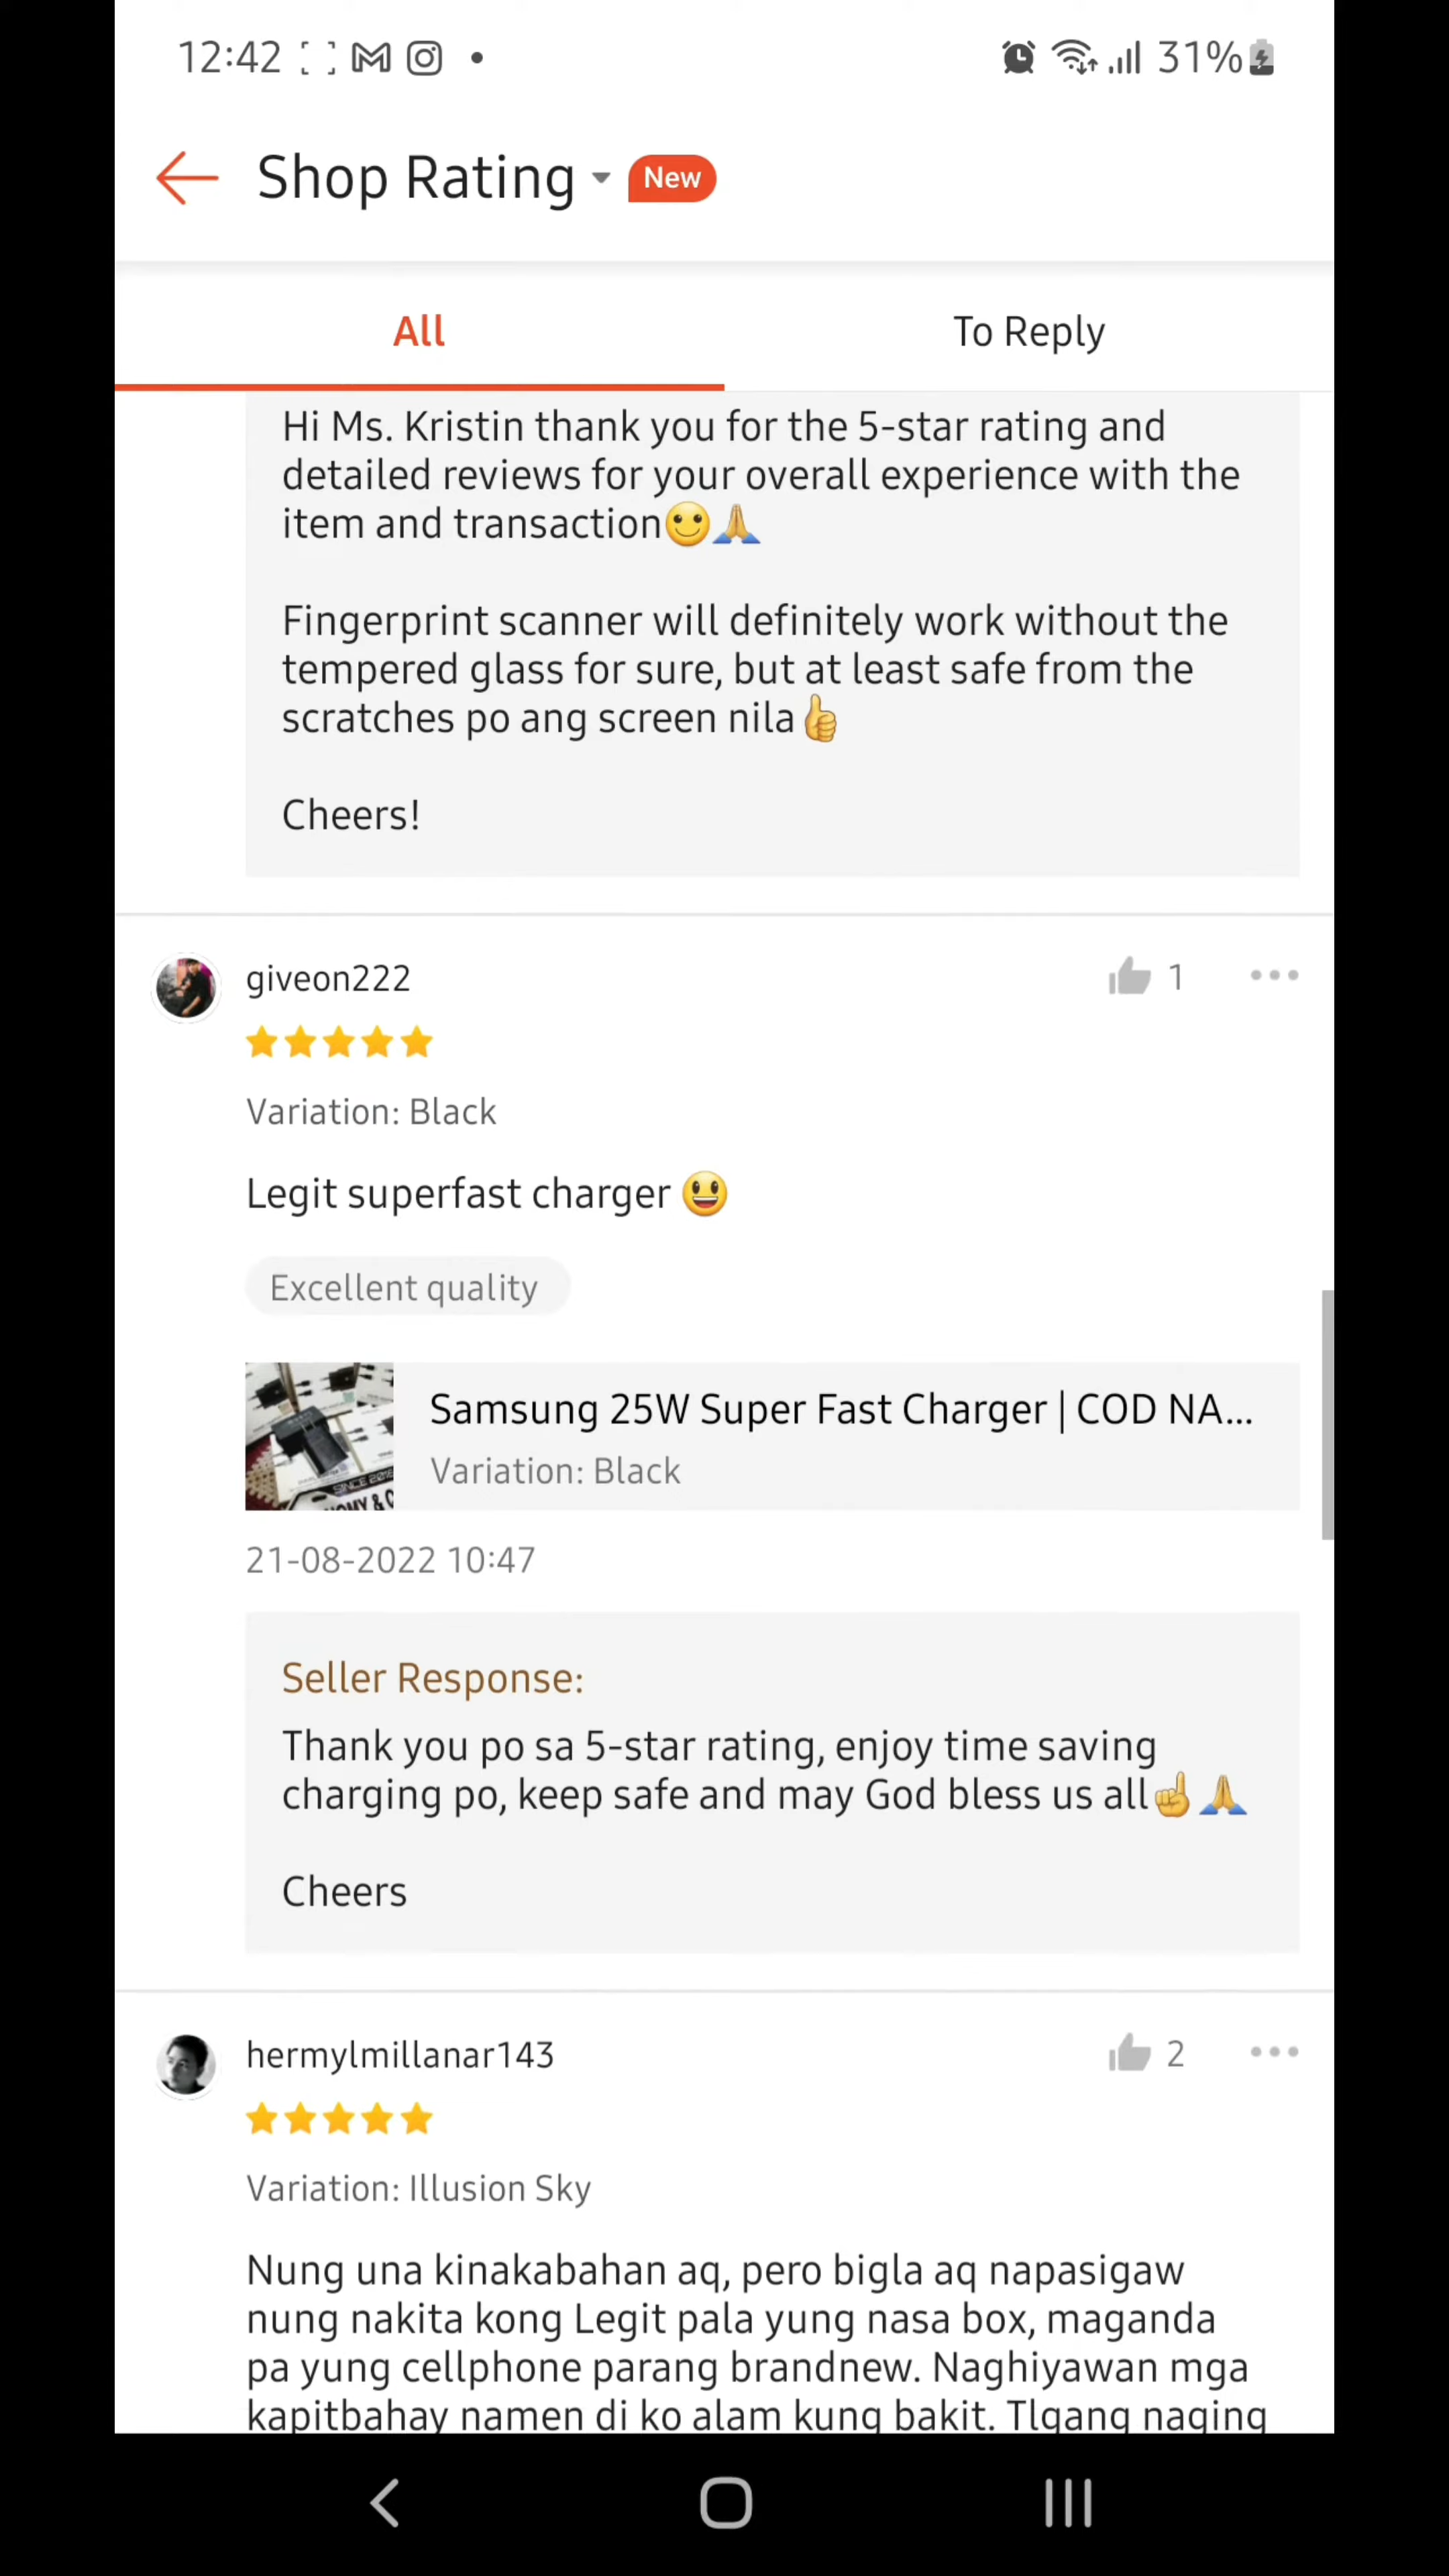 12:42
31%
Shop Rating
New
All
To Reply
Hi Ms. Kristin thank you for the 5-star rating and
detailed reviews for your overall experience with the
item and transaction🙂🙏
Fingerprint scanner will definitely work without the
tempered glass for sure, but at least safe from the
scratches po ang screen nila👍
Cheers!
giveon222
1
Variation: Black
Legit superfast charger 😃
Excellent quality
Samsung 25W Super Fast Charger | COD NA...
Variation: Black
SINCE 2018
OMY & C
21-08-2022 10:47
Seller Response:
Thank you po sa 5-star rating, enjoy time saving
charging po, keep safe and may God bless us all☝🙏
Cheers
hermylmillanar143
2
Variation: Illusion Sky
Nung una kinakabahan aq, pero bigla aq napasigaw
nung nakita kong Legit pala yung nasa box, maganda
pa yung cellphone parang brandnew. Naghiyawan mga
kapitbahay namen di ko alam kung bakit. Tlgang naging